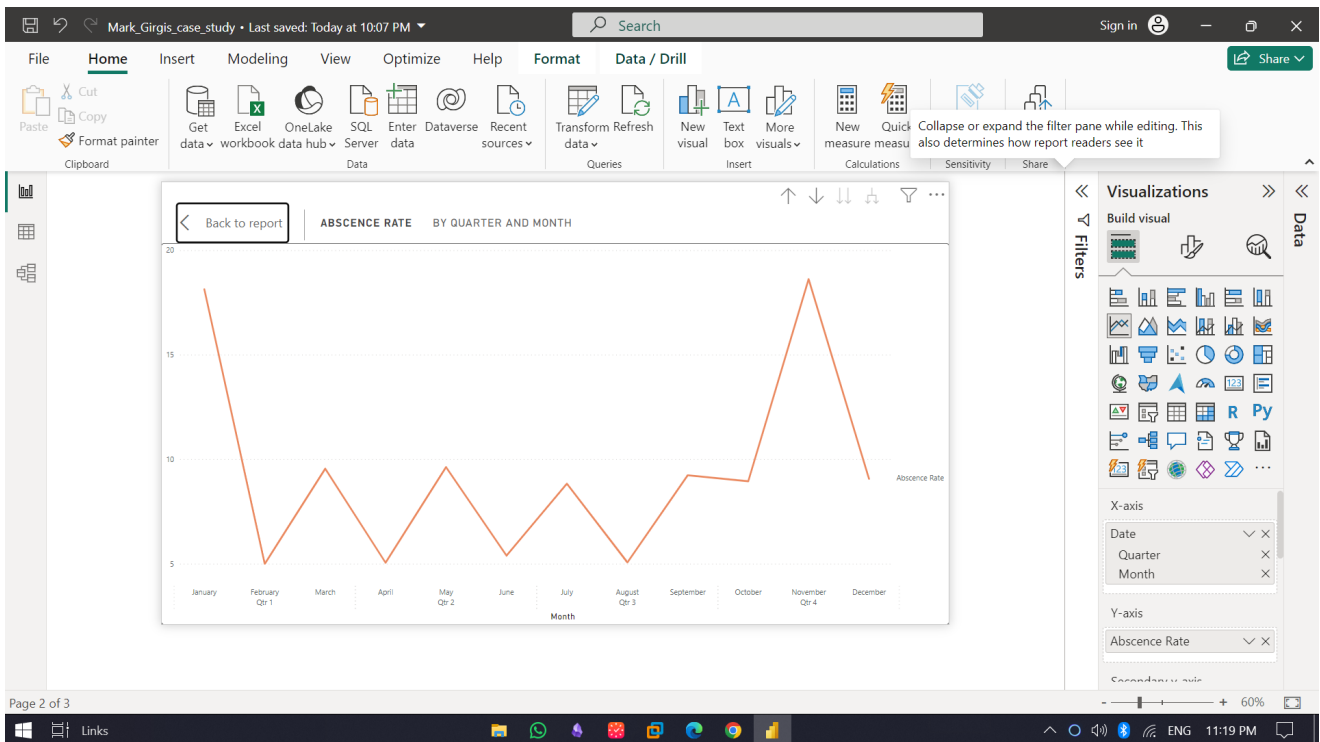 Mark_Girgis_case_study • Last saved: Today at 10:07 PM
Search
Sign in
File Home Insert Modeling View Optimize Help Format Data / Drill
Share
Paste
Cut
Copy
Format painter
Clipboard
Get data
Excel workbook
OneLake data hub
SQL Server
Enter data
Dataverse
Recent sources
Data
Transform data
Refresh
Queries
New visual
Text box
More visuals
Insert
New measure
Quick
measu
Calculations
Sensitivity
Share
Collapse or expand the filter pane while editing. This
also determines how report readers see it
Back to report
ABSCENCE RATE BY QUARTER AND MONTH
20
15
10
5
Abscence Rate
January February March April May June July August September October November December
Qtr 1 Qtr 2 Qtr 3 Qtr 4
Month
Filters
Visualizations
Build visual
123
R Py
123
X-axis
Date
Quarter
Month
Y-axis
Abscence Rate
Secondary y-axis
Data
Page 2 of 3
- + 60%
Links
ENG 11:19 PM